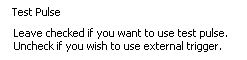 Test Pulse
Leave checked if you want to use test pulse.
Uncheck if you wish to use external trigger.